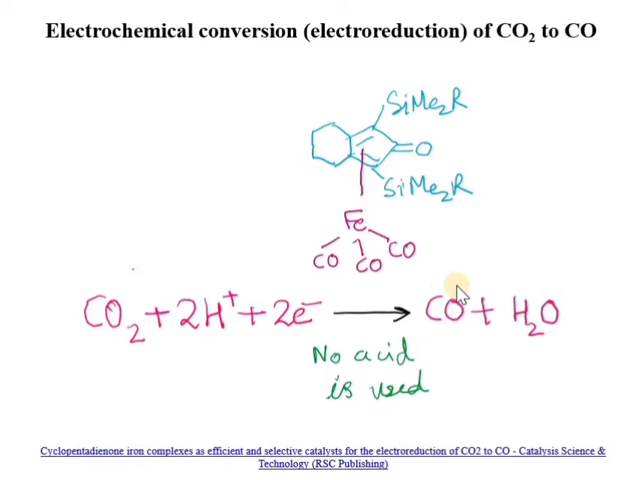 Electrochemical conversion (electroreduction) of CO₂ to CO
SiMe₂R
O
SiMe₂R
Fe
CO CO CO
CO₂ + 2H⁺ + 2e⁻ ⟶ CO + H₂O
No acid
is used
Cyclopentadienone iron complexes as efficient and selective catalysts for the electroreduction of CO2 to CO - Catalysis Science &
Technology (RSC Publishing)